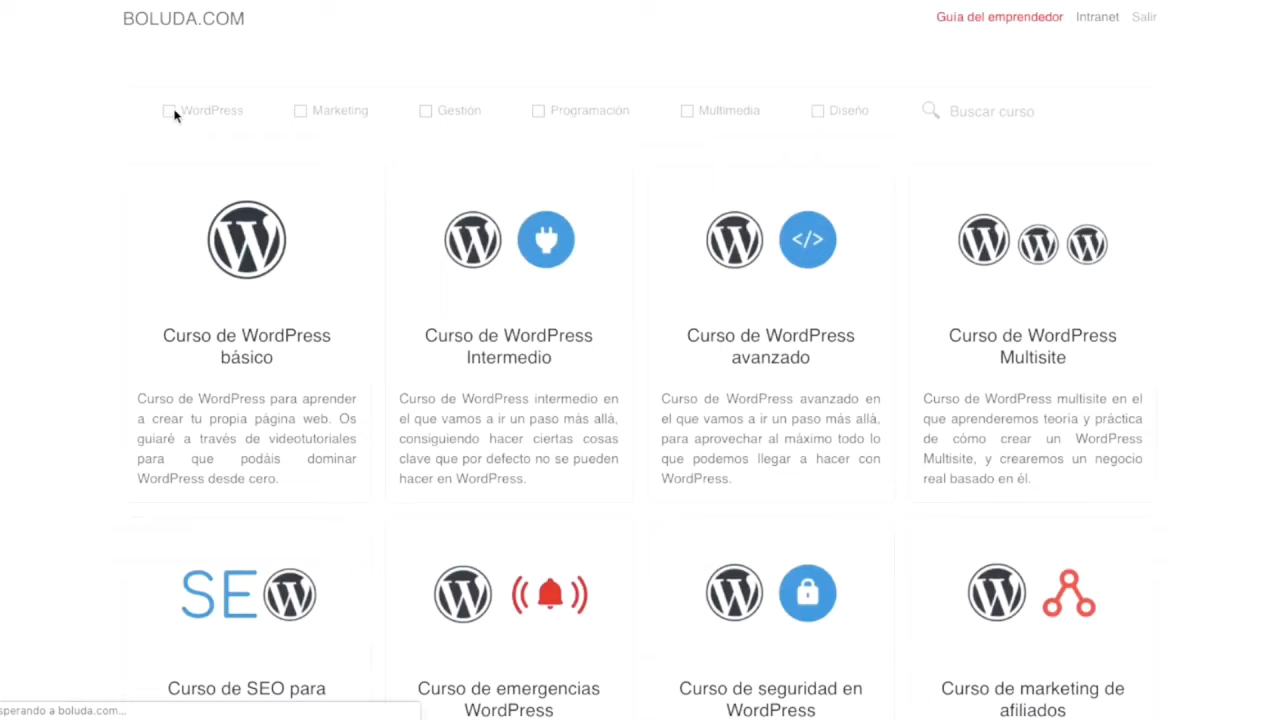 BOLUDA.COM
Guía del emprendedor Intranet Salir
WordPress Marketing Gestión Programación Multimedia Diseño Buscar curso
Curso de WordPress
básico
Curso de WordPress para aprender
a crear tu propia página web. Os
guiaré a través de videotutoriales
para que podáis dominar
WordPress desde cero.
Curso de WordPress
Intermedio
Curso de WordPress intermedio en
el que vamos a ir un paso más allá,
consiguiendo hacer ciertas cosas
clave que por defecto no se pueden
hacer en WordPress.
</>
Curso de WordPress
avanzado
Curso de WordPress avanzado en
el que vamos a ir un paso más allá,
para aprovechar al máximo todo lo
que podemos llegar a hacer con
WordPress.
Curso de WordPress
Multisite
Curso de WordPress multisite en el
que aprenderemos teoría y práctica
de cómo crear un WordPress
Multisite, y crearemos un negocio
real basado en él.
SE
Curso de SEO para
Curso de emergencias
WordPress
Curso de seguridad en
WordPress
Curso de marketing de
afiliados
sperando a boluda.com...